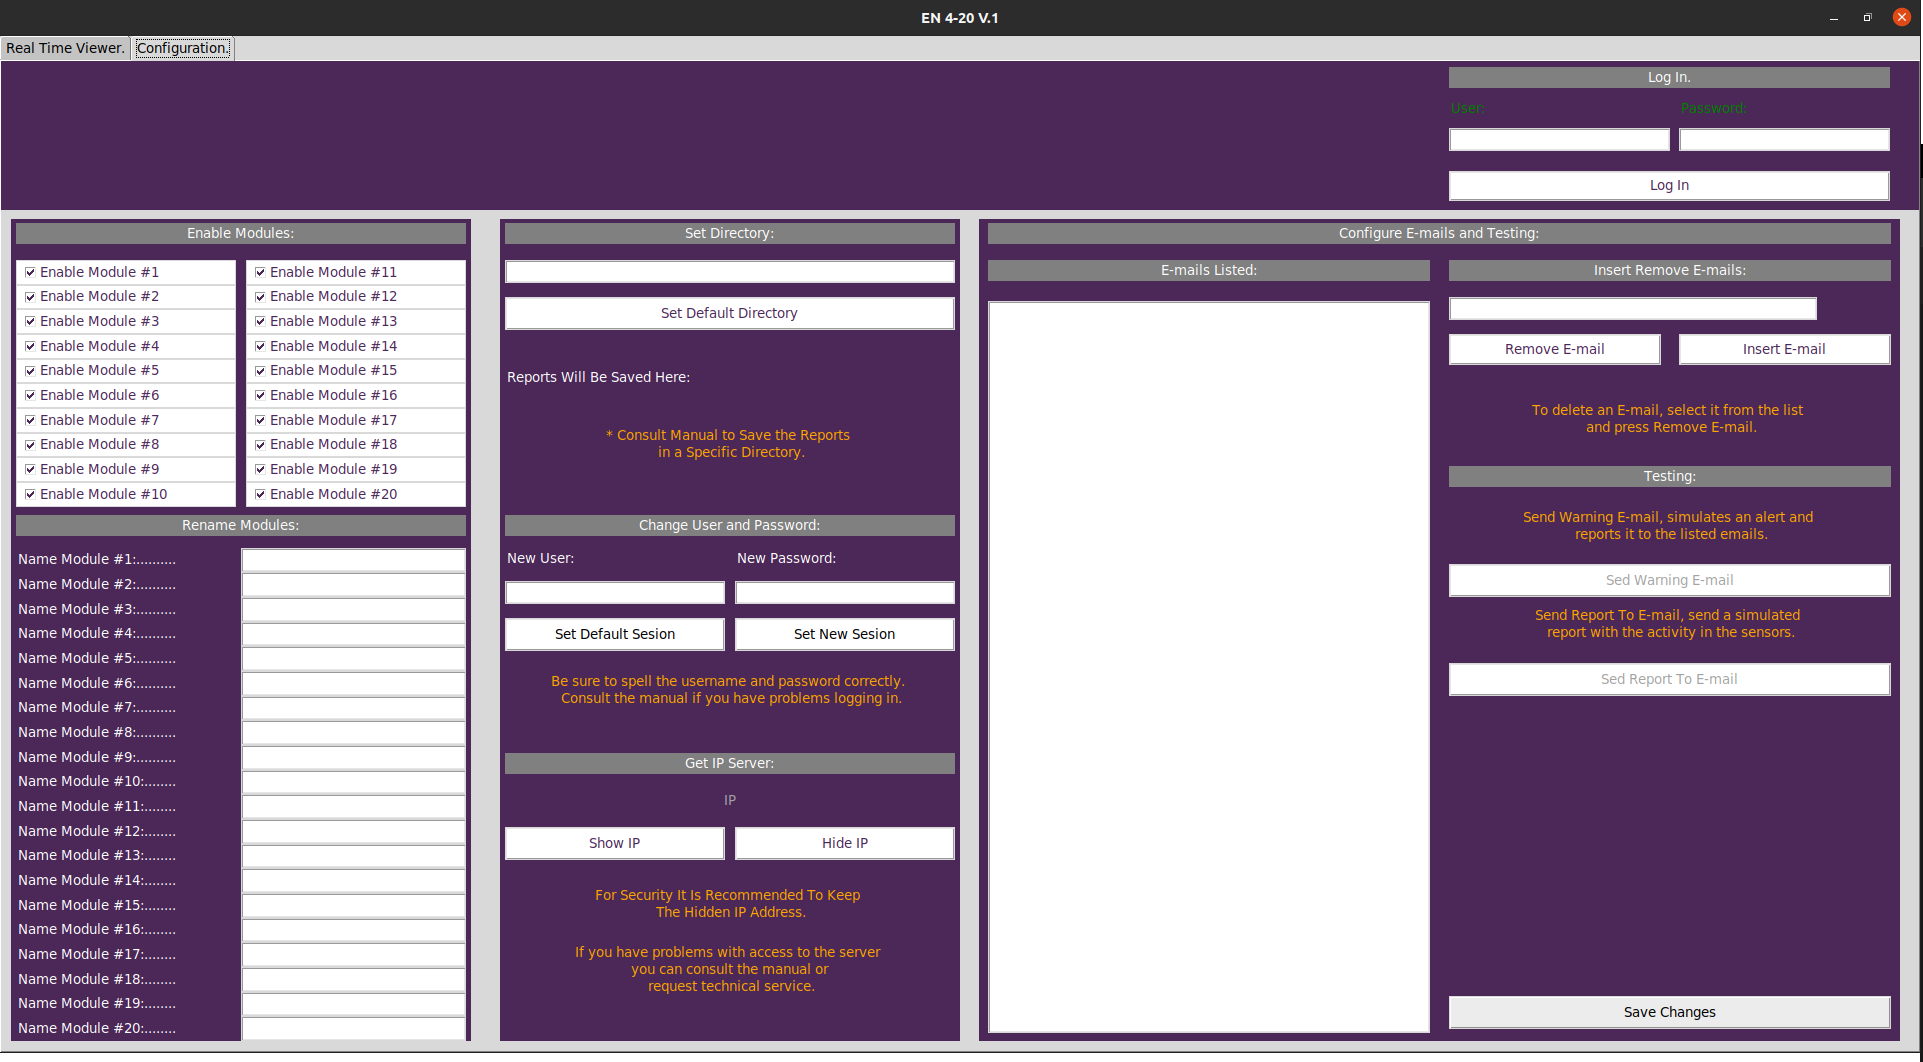 EN 4-20 V.1
Real Time Viewer. Configuration.
Log In.
User: Password:
Log In
Enable Modules:
Enable Module #1 Enable Module #11
Enable Module #2 Enable Module #12
Enable Module #3 Enable Module #13
Enable Module #4 Enable Module #14
Enable Module #5 Enable Module #15
Enable Module #6 Enable Module #16
Enable Module #7 Enable Module #17
Enable Module #8 Enable Module #18
Enable Module #9 Enable Module #19
Enable Module #10 Enable Module #20
Rename Modules:
Name Module #1:.........
Name Module #2:.........
Name Module #3:.........
Name Module #4:.........
Name Module #5:.........
Name Module #6:.........
Name Module #7:.........
Name Module #8:.........
Name Module #9:.........
Name Module #10:.......
Name Module #11:.......
Name Module #12:.......
Name Module #13:.......
Name Module #14:.......
Name Module #15:.......
Name Module #16:.......
Name Module #17:.......
Name Module #18:.......
Name Module #19:.......
Name Module #20:.......
Set Directory:
Set Default Directory
Reports Will Be Saved Here:
* Consult Manual to Save the Reports
in a Specific Directory.
Change User and Password:
New User: New Password:
Set Default Sesion Set New Sesion
Be sure to spell the username and password correctly.
Consult the manual if you have problems logging in.
Get IP Server:
IP
Show IP Hide IP
For Security It Is Recommended To Keep
The Hidden IP Address.
If you have problems with access to the server
you can consult the manual or
request technical service.
Configure E-mails and Testing:
E-mails Listed:
Insert Remove E-mails:
Remove E-mail Insert E-mail
To delete an E-mail, select it from the list
and press Remove E-mail.
Testing:
Send Warning E-mail, simulates an alert and
reports it to the listed emails.
Sed Warning E-mail
Send Report To E-mail, send a simulated
report with the activity in the sensors.
Sed Report To E-mail
Save Changes